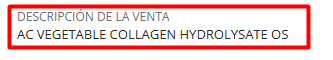 DESCRIPCIÓN DE LA VENTA
AC VEGETABLE COLLAGEN HYDROLYSATE OS